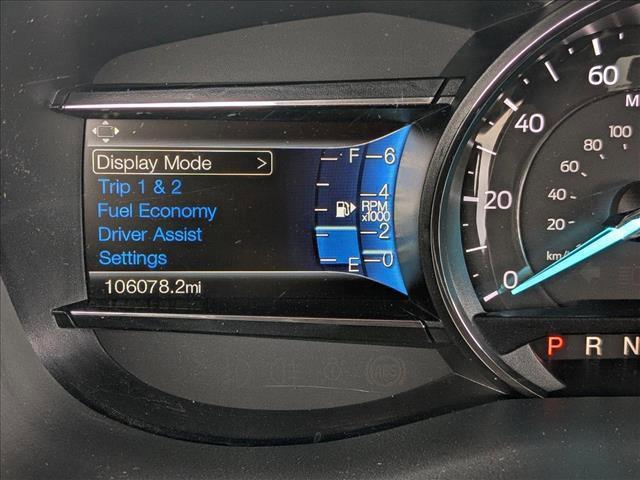 Display Mode >
Trip 1 & 2
Fuel Economy
Driver Assist
Settings
106078.2mi
F
E
6
4
RPM
x1000
2
0
60
40
20
0
100
80
60
40
20
km/
M
P R N